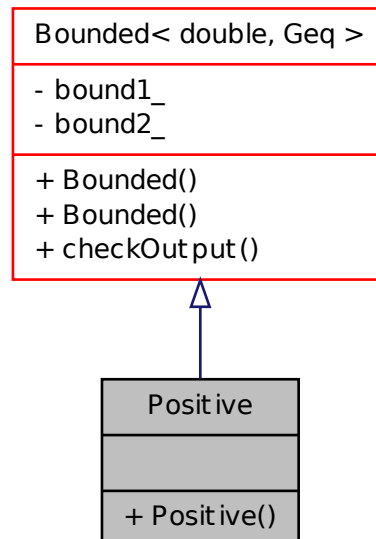 Bounded< double, Geq >
- bound1_
- bound2_
+ Bounded()
+ Bounded()
+ checkOutput()
Positive
+ Positive()